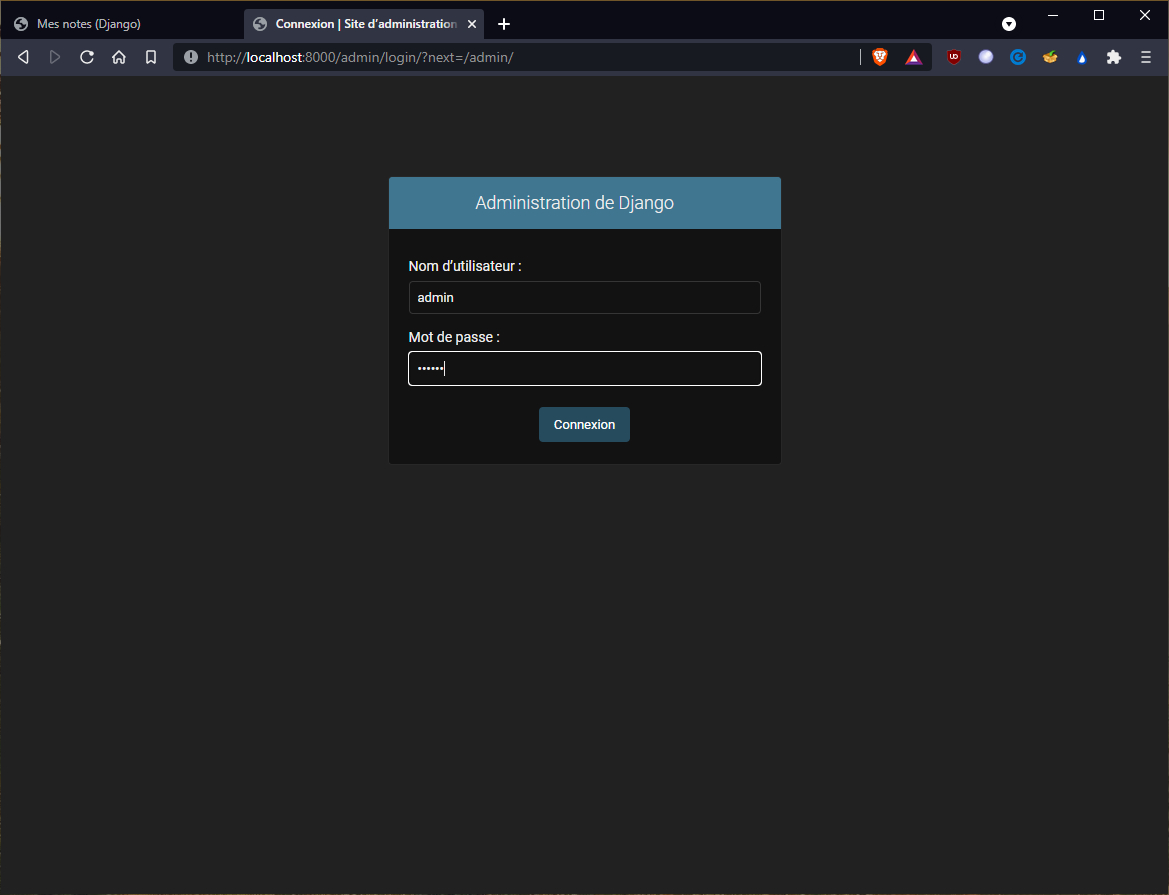 Mes notes (Django)
Connexion | Site d’administration
http://localhost:8000/admin/login/?next=/admin/
Administration de Django
Nom d’utilisateur :
admin
Mot de passe :
••••••
Connexion